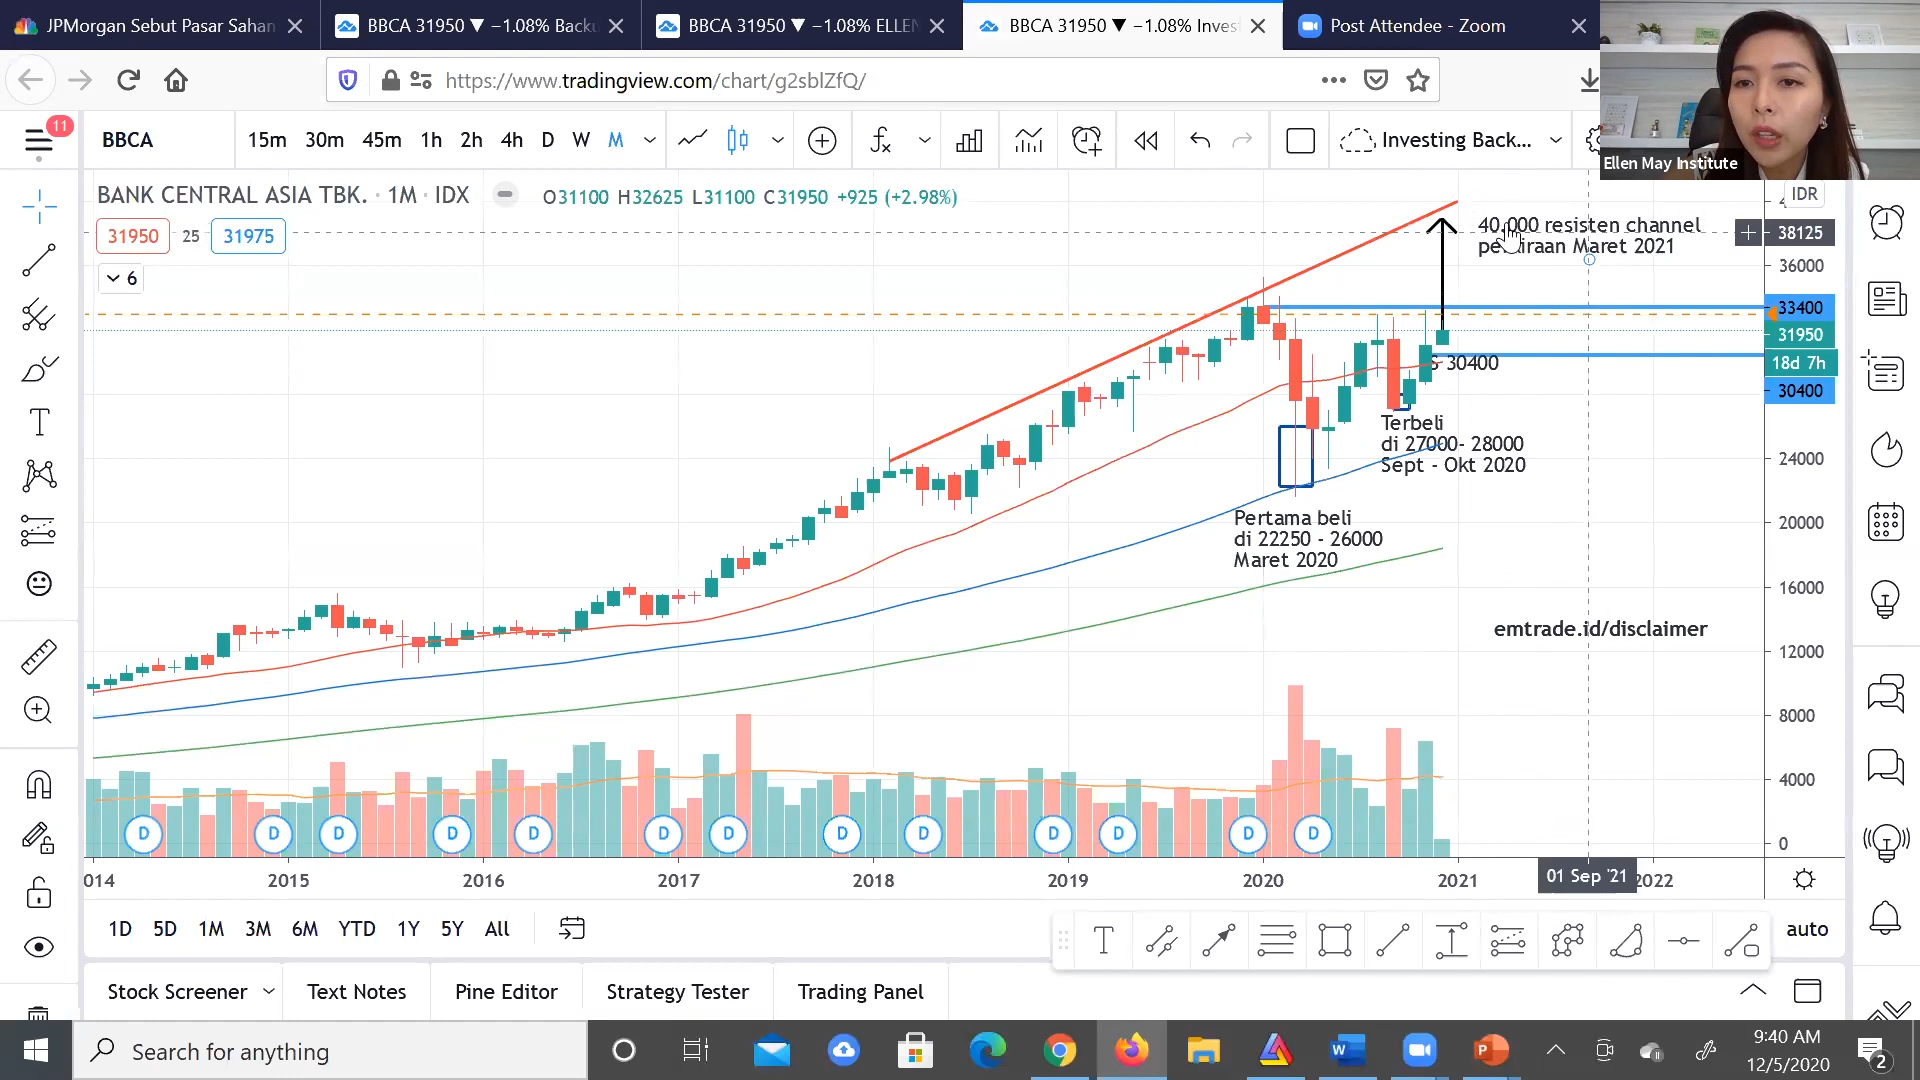 JPMorgan Sebut Pasar Sahan
BBCA 31950 ▼ −1.08% Backu
BBCA 31950 ▼ −1.08% ELLEN
BBCA 31950 ▼ −1.08% Inves
Post Attendee - Zoom
https://www.tradingview.com/chart/g2sblZfQ/
Ellen May Institute
11
BBCA
15m 30m 45m 1h 2h 4h D W M
Investing Back...
BANK CENTRAL ASIA TBK. · 1M · IDX
O31100 H32625 L31100 C31950 +925 (+2.98%)
IDR
31950 25 31975
6
40.000 resisten channel
Maret 2021
38125
36000
33400
31950
18d 7h
30400
24000
20000
16000
12000
8000
4000
0
S 30400
Terbeli
di 27000- 28000
Sept - Okt 2020
Pertama beli
di 22250 - 26000
Maret 2020
emtrade.id/disclaimer
D D D D D D D D D D D D D
014 2015 2016 2017 2018 2019 2020 2021 01 Sep '21 2022
1D 5D 1M 3M 6M YTD 1Y 5Y All
auto
Stock Screener Text Notes Pine Editor Strategy Tester Trading Panel
Search for anything
9:40 AM
12/5/2020
2